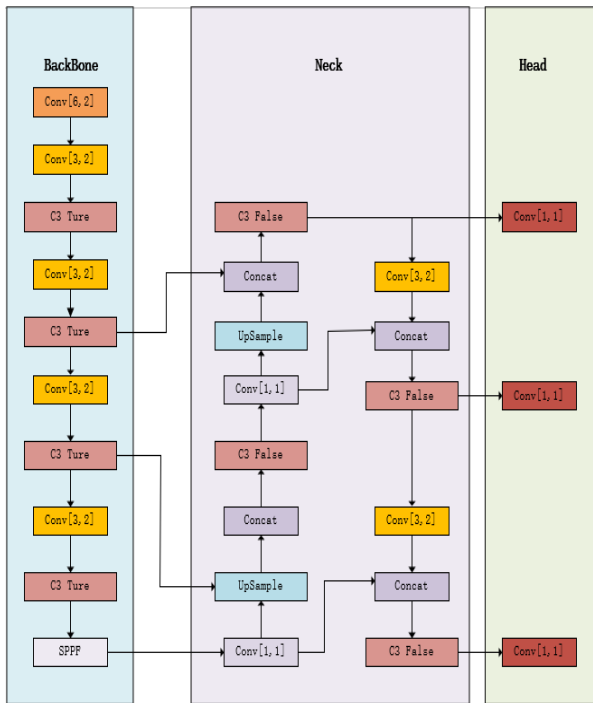 BackBone
Conv[6,2]
Conv[3,2]
C3 Ture
Conv[3,2]
C3 Ture
Conv[3,2]
C3 Ture
Conv[3,2]
C3 Ture
SPPF
Neck
C3 False
Concat
UpSample
Conv[1,1]
C3 False
Concat
UpSample
Conv[1,1]
Conv[3,2]
Concat
C3 False
Conv[3,2]
Concat
C3 False
Head
Conv[1,1]
Conv[1,1]
Conv[1,1]